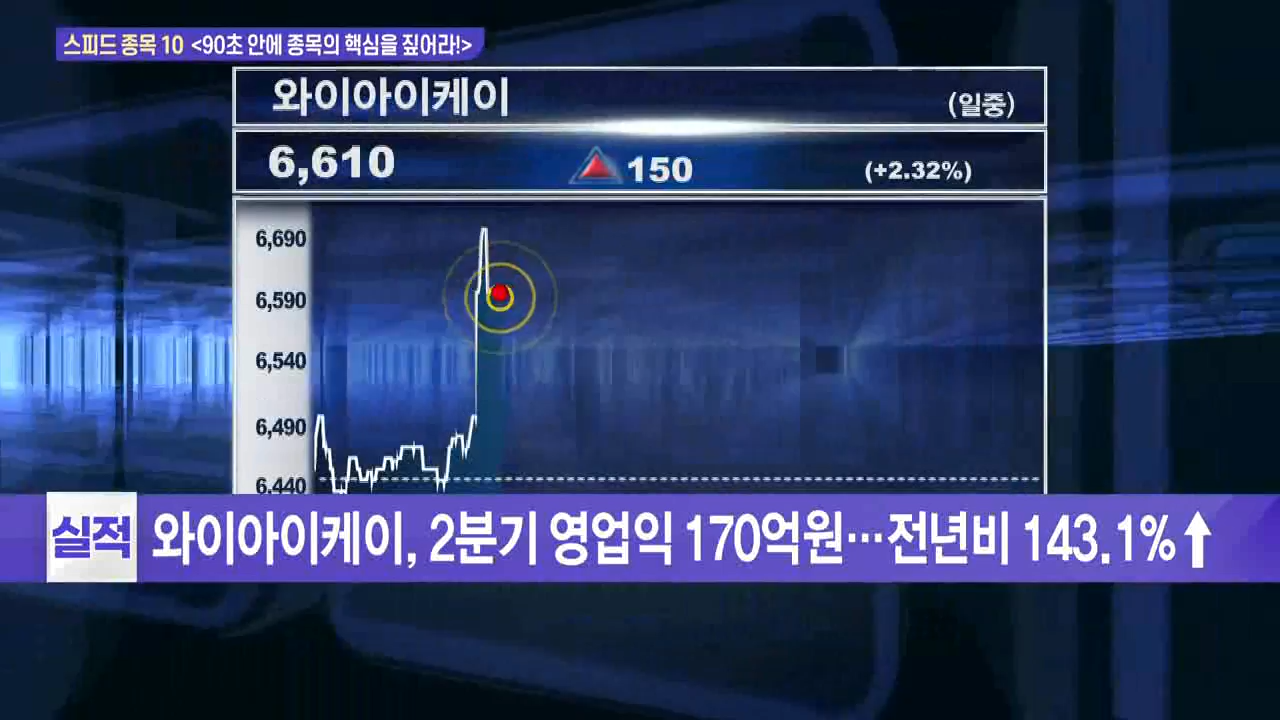 스피드 종목 10 <90초 안에 종목의 핵심을 짚어라!>
와이아이케이 (일중)
6,610 ▲150 (+2.32%)
6,690
6,590
6,540
6,490
6,440
실적 와이아이케이, 2분기 영업익 170억원…전년비 143.1%↑